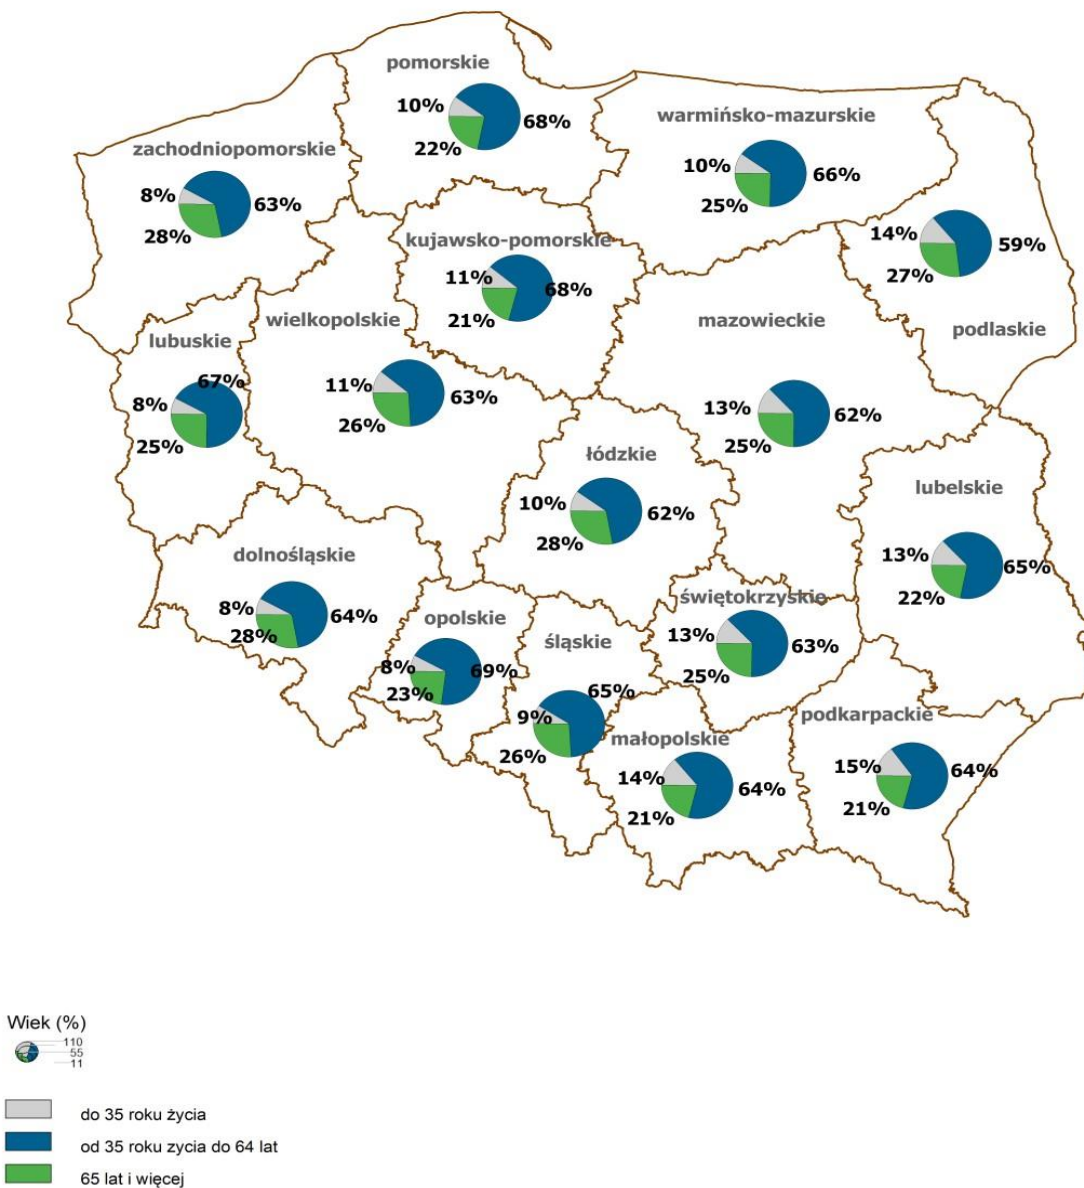 pomorskie
10%
68%
22%
warmińsko-mazurskie
10%
66%
25%
zachodniopomorskie
8%
63%
28%
14%
59%
27%
podlaskie
kujawsko-pomorskie
11%
68%
21%
wielkopolskie
11%
63%
26%
mazowieckie
13%
62%
25%
lubuskie
67%
8%
25%
łódzkie
10%
62%
28%
lubelskie
13%
65%
22%
dolnośląskie
8%
64%
28%
opolskie
8%
69%
23%
śląskie
65%
9%
26%
świętokrzyskie
13%
63%
25%
małopolskie
14%
64%
21%
podkarpackie
15%
64%
21%
Wiek (%)
110
55
11
do 35 roku życia
od 35 roku zycia do 64 lat
65 lat i więcej